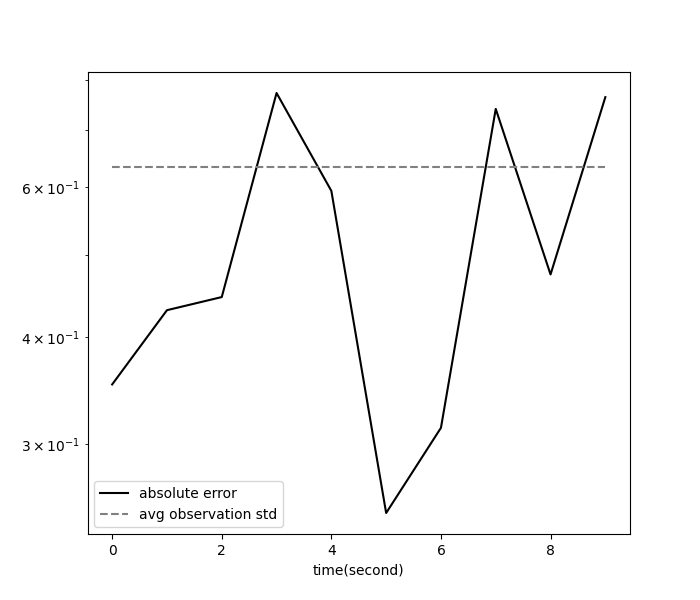 6 × 10⁻¹
4 × 10⁻¹
3 × 10⁻¹
absolute error
avg observation std
0 2 4 6 8
time(second)